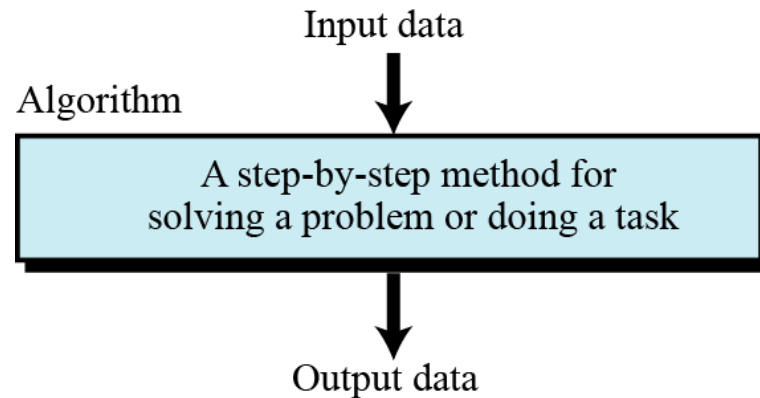 Input data
Algorithm
A step-by-step method for
solving a problem or doing a task
Output data